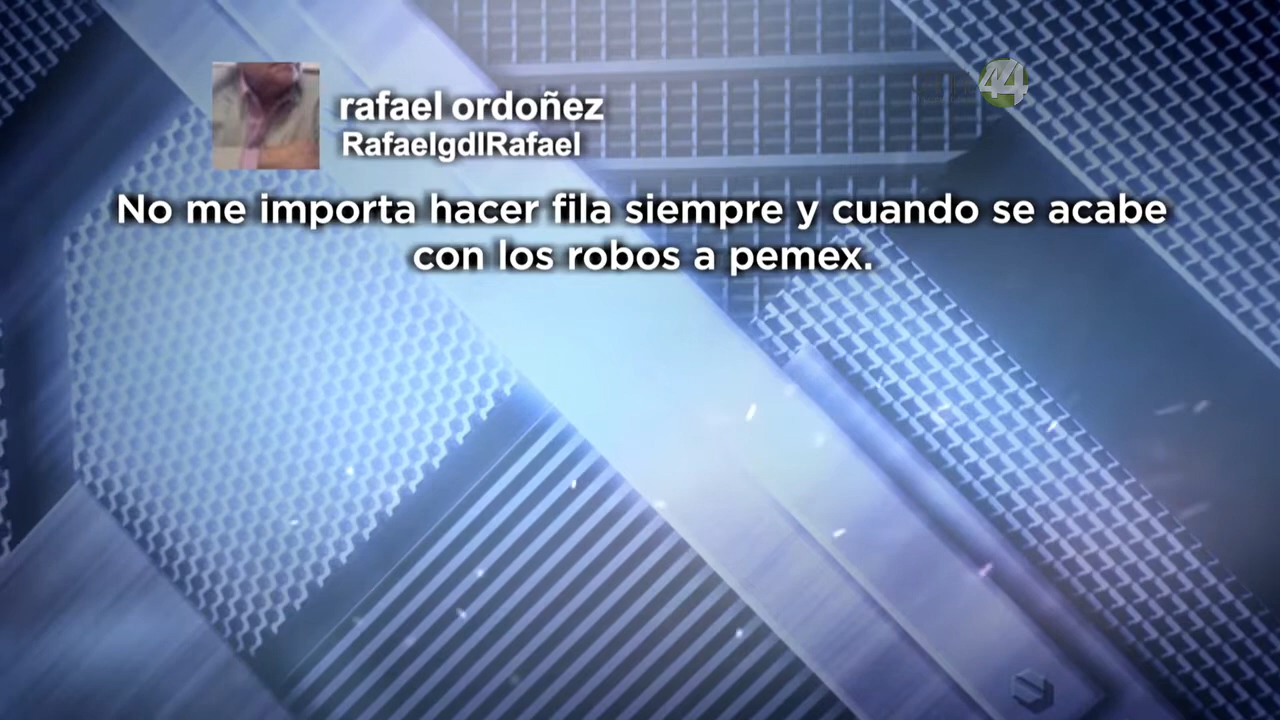 44
rafael ordoñez
RafaelgdlRafael
No me importa hacer fila siempre y cuando se acabe
con los robos a pemex.